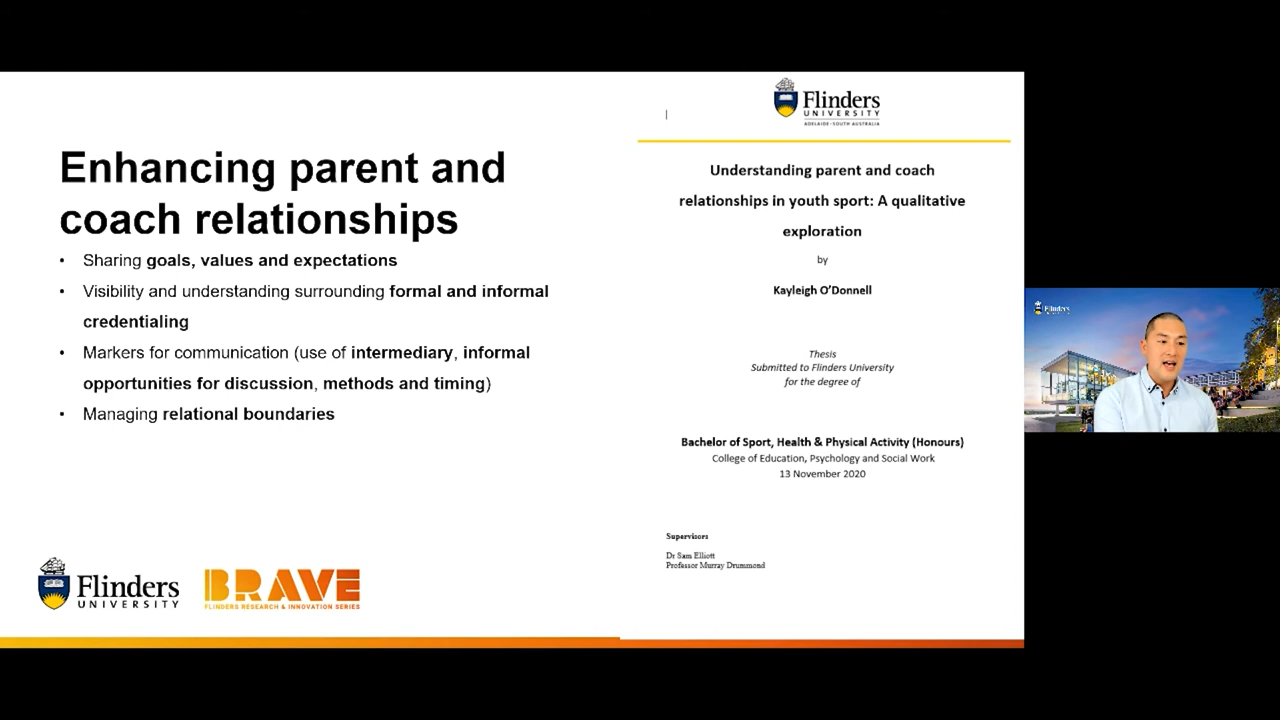 Enhancing parent and
coach relationships
• Sharing goals, values and expectations
• Visibility and understanding surrounding formal and informal
credentialing
• Markers for communication (use of intermediary, informal
opportunities for discussion, methods and timing)
• Managing relational boundaries
Flinders
UNIVERSITY
BRAVE
FLINDERS RESEARCH & INNOVATION SERIES
Flinders
UNIVERSITY
ADELAIDE • SOUTH AUSTRALIA
Understanding parent and coach
relationships in youth sport: A qualitative
exploration
by
Kayleigh O’Donnell
Thesis
Submitted to Flinders University
for the degree of
Bachelor of Sport, Health & Physical Activity (Honours)
College of Education, Psychology and Social Work
13 November 2020
Supervisors
Dr Sam Elliott
Professor Murray Drummond
Flinders